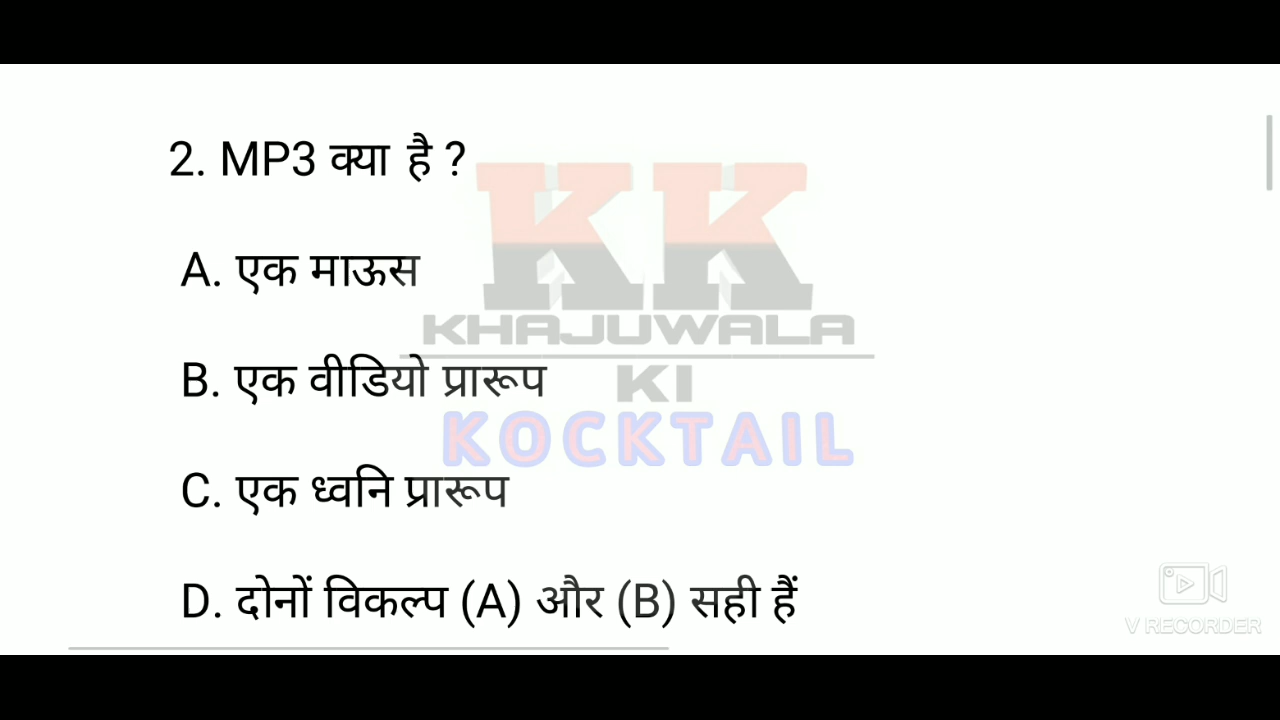 2. MP3 क्या है ?
A. एक माऊस
B. एक वीडियो प्रारूप
C. एक ध्वनि प्रारूप
D. दोनों विकल्प (A) और (B) सही हैं
KK
KHAJUWALA
KI
KOCKTAIL
V RECORDER